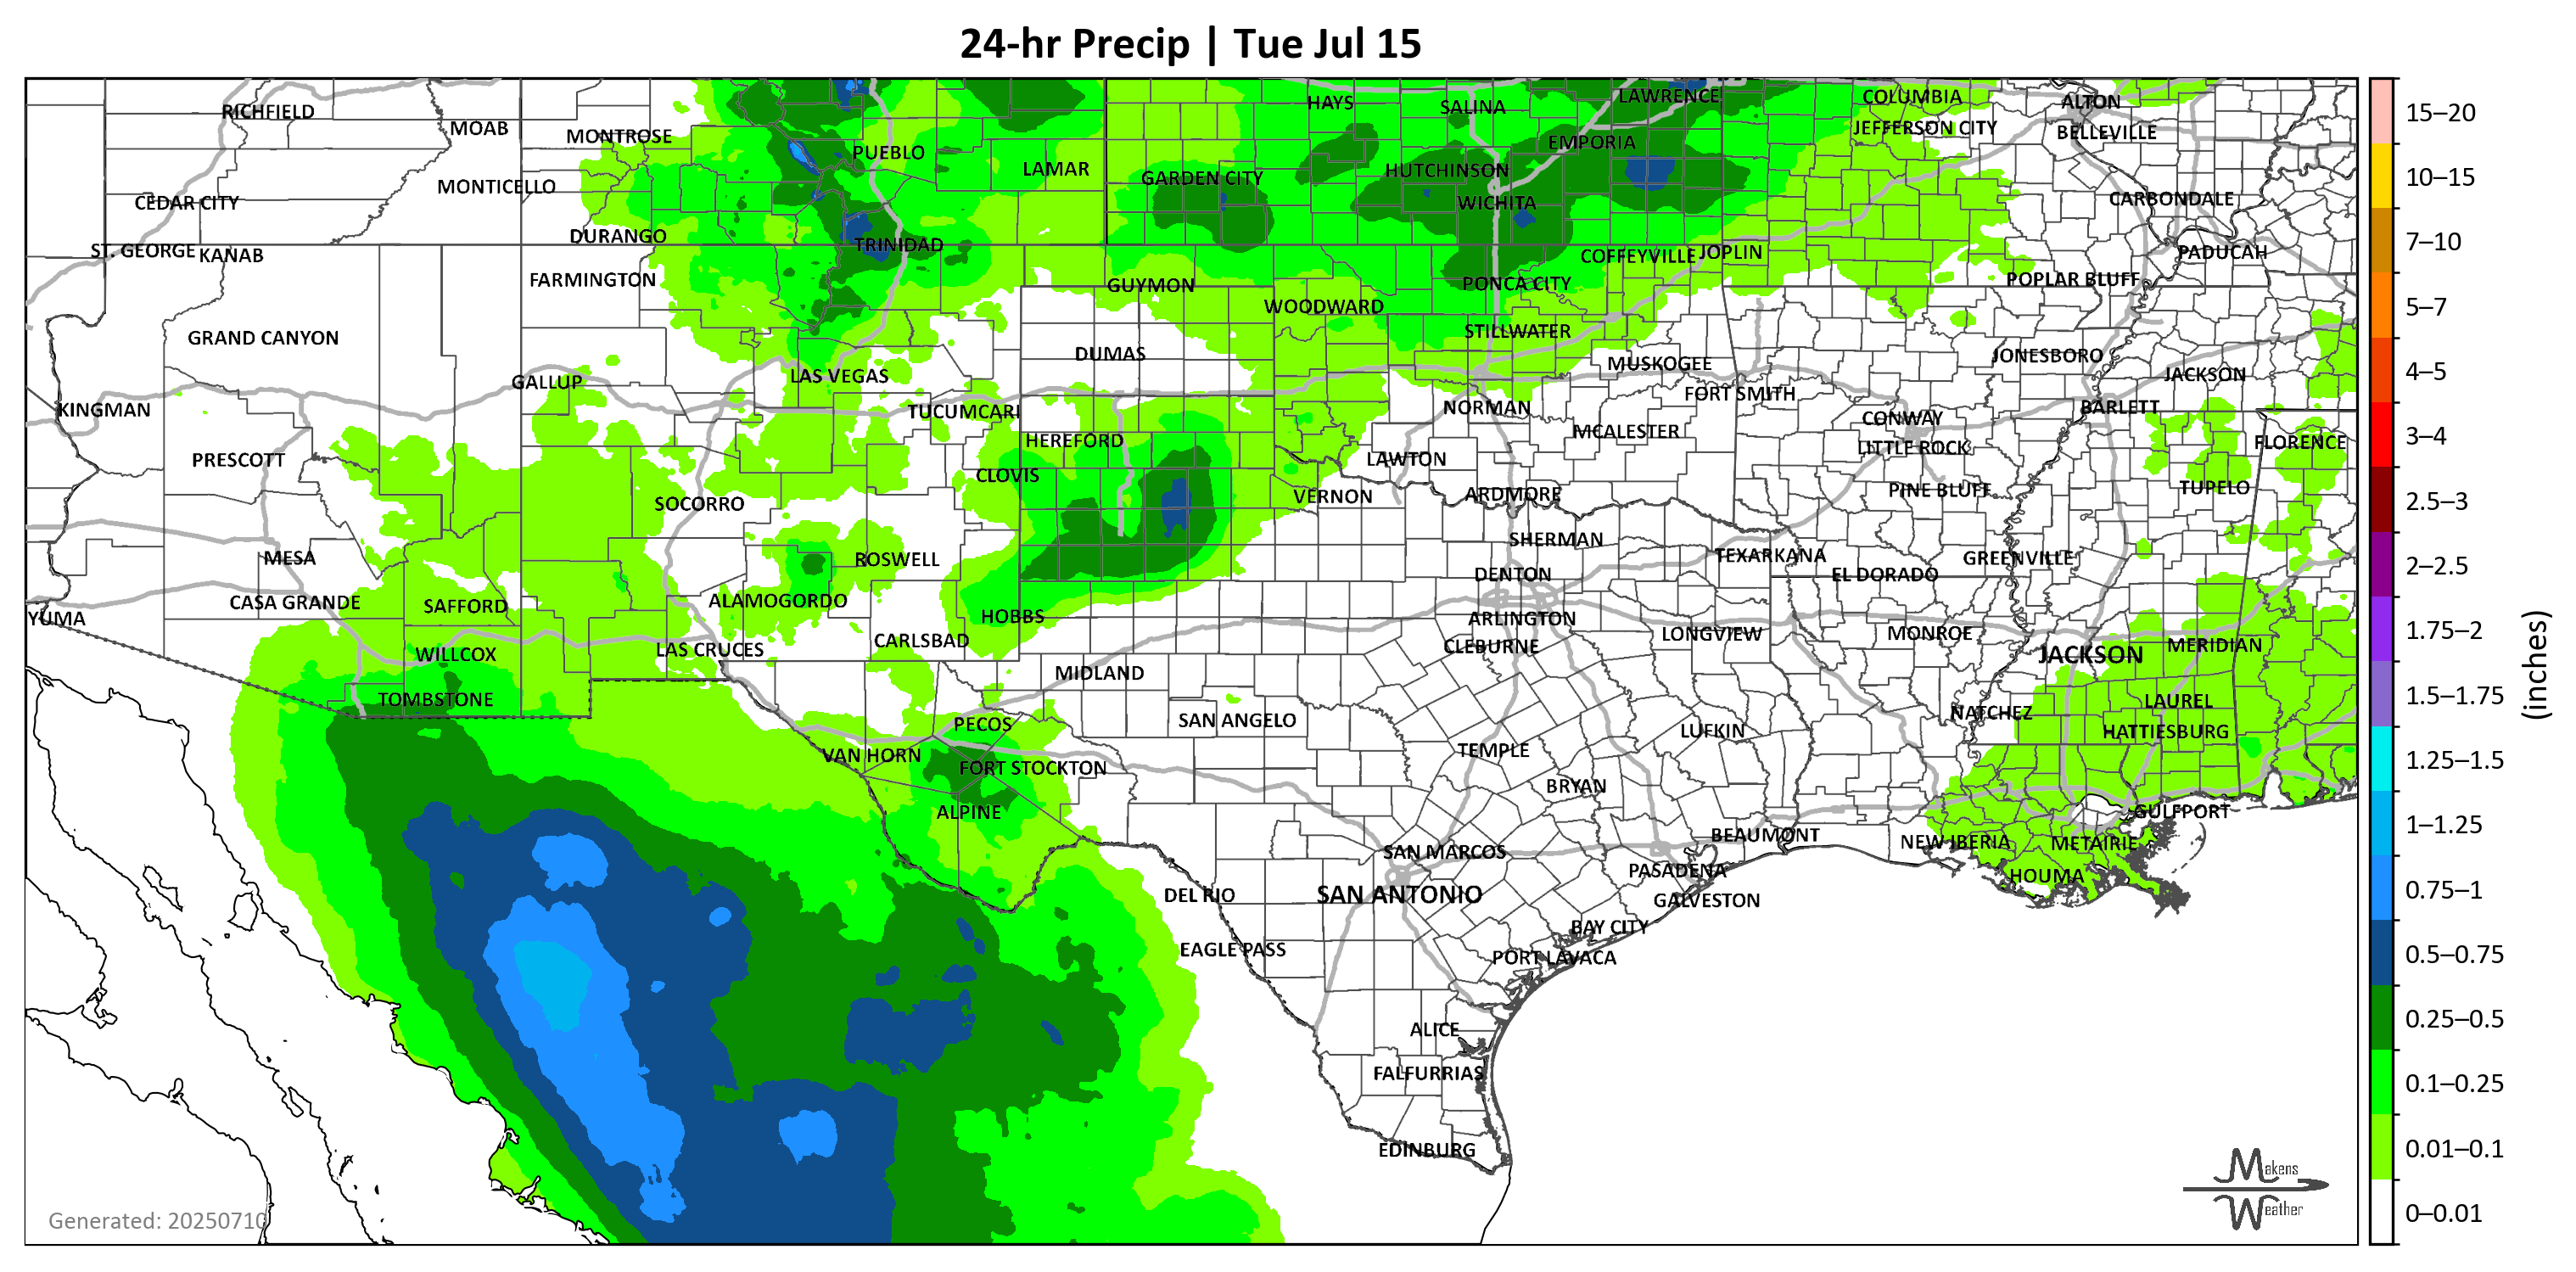 24-hr Precip | Tue Jul 15
RICHFIELD
MOAB
MONTROSE
PUEBLO
LAMAR
HAYS
SALINA
LAWRENCE
COLUMBIA
ALTON
JEFFERSON CITY
BELLEVILLE
EMPORIA
HUTCHINSON
GARDEN CITY
MONTICELLO
CEDAR CITY
WICHITA
CARBONDALE
DURANGO
TRINIDAD
ST. GEORGE
KANAB
COFFEYVILLE
JOPLIN
PADUCAH
FARMINGTON
GUYMON
PONCA CITY
POPLAR BLUFF
WOODWARD
GRAND CANYON
STILLWATER
DUMAS
JONESBORO
MUSKOGEE
GALLUP
LAS VEGAS
JACKSON
FORT SMITH
KINGMAN
TUCUMCARI
NORMAN
CONWAY
BARLETT
MCALESTER
HEREFORD
FLORENCE
LITTLE ROCK
PRESCOTT
LAWTON
CLOVIS
TUPELO
SOCORRO
VERNON
ARDMORE
PINE BLUFF
SHERMAN
MESA
ROSWELL
TEXARKANA
GREENVILLE
DENTON
EL DORADO
CASA GRANDE
SAFFORD
ALAMOGORDO
HOBBS
YUMA
ARLINGTON
CARLSBAD
LONGVIEW
MONROE
WILLCOX
LAS CRUCES
CLEBURNE
JACKSON
MERIDIAN
MIDLAND
TOMBSTONE
LAUREL
NATCHEZ
PECOS
SAN ANGELO
LUFKIN
HATTIESBURG
VAN HORN
TEMPLE
FORT STOCKTON
BRYAN
ALPINE
GULFPORT
BEAUMONT
NEW IBERIA
METAIRIE
SAN MARCOS
PASADENA
HOUMA
DEL RIO
SAN ANTONIO
GALVESTON
BAY CITY
EAGLE PASS
PORT LAVACA
ALICE
FALFURRIAS
EDINBURG
Generated: 20250710
Makens
Weather
15–20
10–15
7–10
5–7
4–5
3–4
2.5–3
2–2.5
1.75–2
1.5–1.75
1.25–1.5
1–1.25
0.75–1
0.5–0.75
0.25–0.5
0.1–0.25
0.01–0.1
0–0.01
(inches)